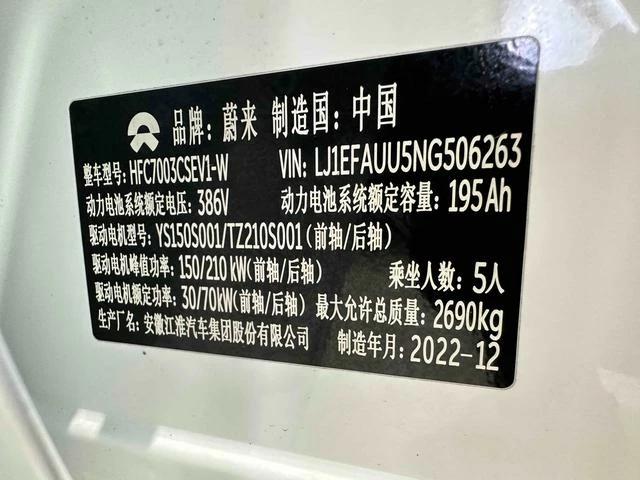 品牌：蔚来 制造国：中国
整车型号：HFC7003CSEV1-W VIN: LJ1EFAUU5NG506263
动力电池系统额定电压：386V 动力电池系统额定容量：195Ah
驱动电机型号：YS150S001/TZ210S001（前轴/后轴）
驱动电机峰值功率：150/210kW（前轴/后轴） 乘坐人数：5人
驱动电机额定功率：30/70kW（前轴/后轴） 最大允许总质量：2690kg
生产厂名：安徽江淮汽车集团股份有限公司 制造年月：2022-12